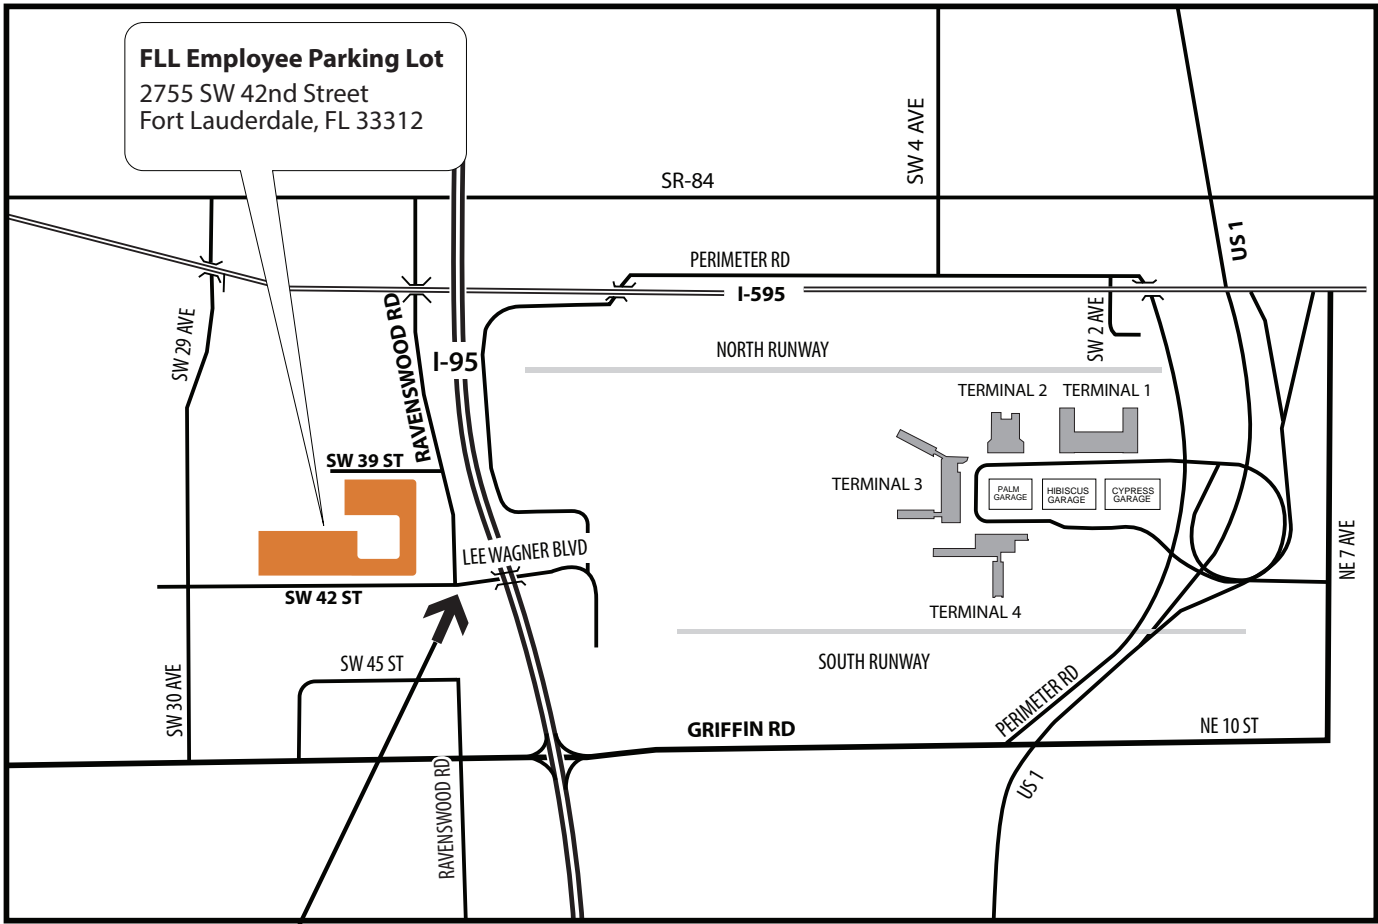 FLL Employee Parking Lot
2755 SW 42nd Street
Fort Lauderdale, FL 33312
SW 4 AVE
SR-84
US 1
PERIMETER RD
I-595
SW 29 AVE
RAVENSWOOD RD
I-95
SW 2 AVE
NORTH RUNWAY
TERMINAL 2
TERMINAL 1
SW 39 ST
TERMINAL 3
PALM
GARAGE
HIBISCUS
GARAGE
CYPRESS
GARAGE
LEE WAGNER BLVD
NE 7 AVE
SW 42 ST
TERMINAL 4
SW 45 ST
SOUTH RUNWAY
SW 30 AVE
PERIMETER RD
GRIFFIN RD
NE 10 ST
US 1
RAVENSWOOD RD